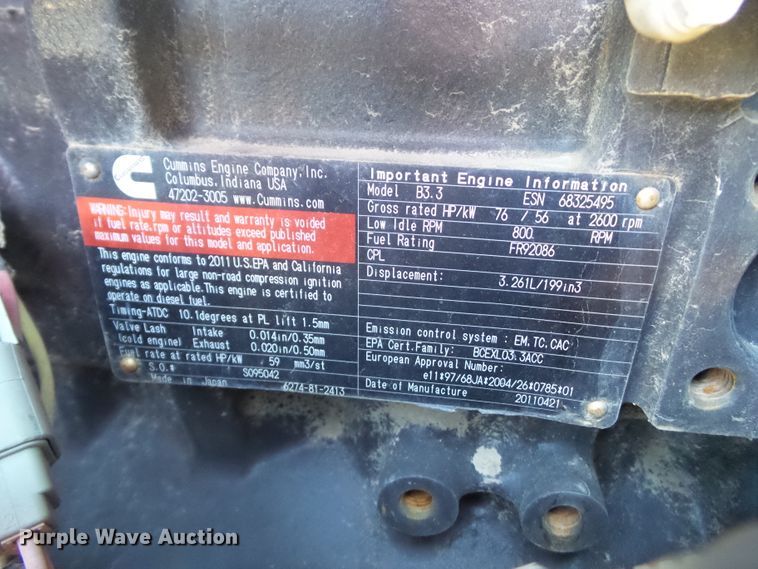 Cummins Engine Company, Inc.
Columbus, Indiana USA
47202-3005 www.Cummins.com
WARNING: Injury may result and warranty is voided
if fuel rate, rpm or altitudes exceed published
maximum values for this model and application.
This engine conforms to 2011 U.S.EPA and California
regulations for large non-road compression ignition
engines as applicable. This engine is certified to
operate on diesel fuel.
Timing-ATDC 10.1degrees at PL lift 1.5mm
Valve Lash Intake 0.014in/0.35mm
(cold engine) Exhaust 0.020in/0.50mm
Fuel rate at rated HP/kW 59 mm3/st
S.O.# SO95042
Made in Japan 6274-81-2413
Important Engine Information
Model B3.3 ESN 68325495
Gross rated HP/kW 76 / 56 at 2600 rpm
Low Idle RPM 800. RPM
Fuel Rating FR92086
CPL
Displacement: 3.261L/199in3
Emission control system : EM, TC, CAC
EPA Cert.Family: BCEXL03.3ACC
European Approval Number:
e11#97/68JA#2004/26#0785#01
Date of Manufacture 20110421
Purple Wave Auction